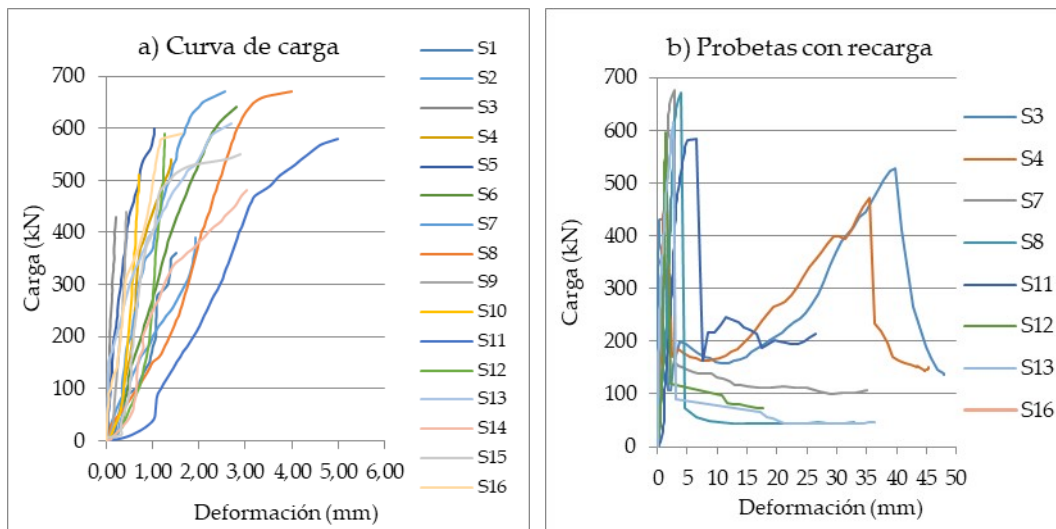 a) Curva de carga
Carga (kN)
700
600
500
400
300
200
100
0
0,00 1,00 2,00 3,00 4,00 5,00 6,00
Deformación (mm)
S1
S2
S3
S4
S5
S6
S7
S8
S9
S10
S11
S12
S13
S14
S15
S16
b) Probetas con recarga
Carga (kN)
700
600
500
400
300
200
100
0
0 5 10 15 20 25 30 35 40 45 50
Deformación (mm)
S3
S4
S7
S8
S11
S12
S13
S16